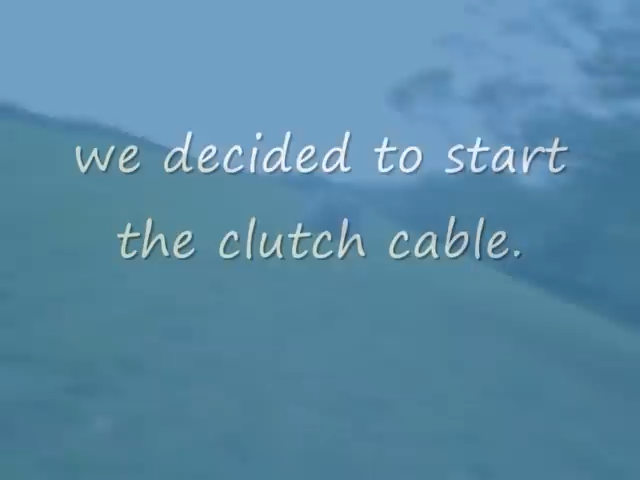 we decided to start
the clutch cable.